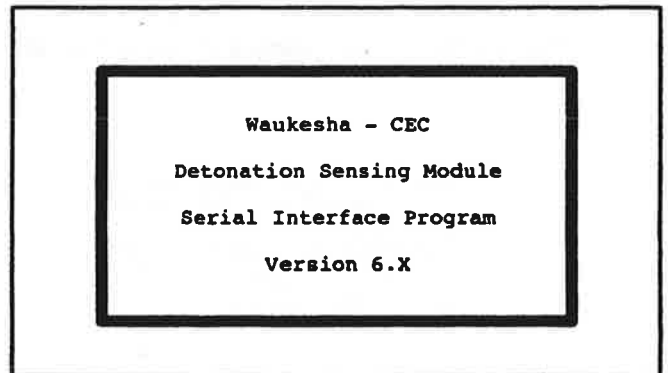 Waukesha - CEC
Detonation Sensing Module
Serial Interface Program
Version 6.X